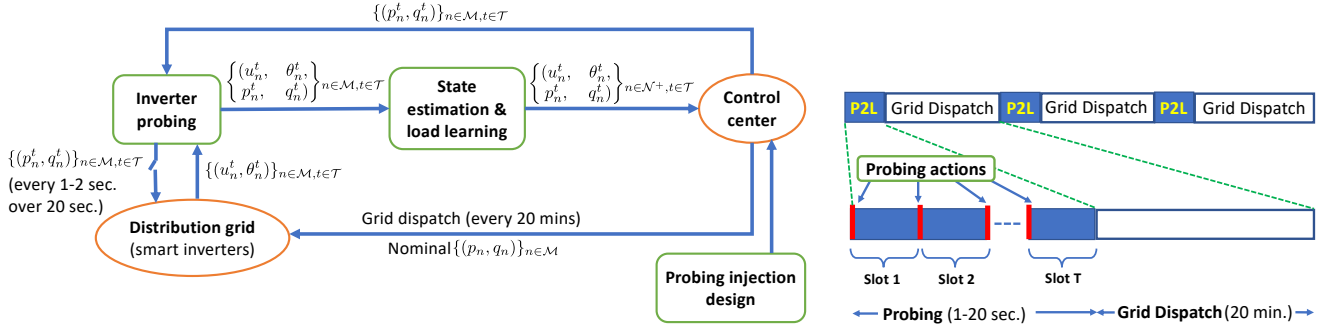 {(p_n^t, q_n^t)}_{n∈M,t∈T}
Inverter
probing
{(u_n^t, θ_n^t,
p_n^t, q_n^t)}_{n∈M,t∈T}
State
estimation &
load learning
{(u_n^t, θ_n^t,
p_n^t, q_n^t)}_{n∈N^+,t∈T}
Control
center
{(p_n^t, q_n^t)}_{n∈M,t∈T}
(every 1-2 sec.
over 20 sec.)
{(u_n^t, θ_n^t)}_{n∈M,t∈T}
Distribution grid
(smart inverters)
Grid dispatch (every 20 mins)
Nominal {(p_n, q_n)}_{n∈M}
Probing injection
design
P2L Grid Dispatch P2L Grid Dispatch P2L Grid Dispatch
Probing actions
Slot 1 Slot 2 Slot T
Probing (1-20 sec.) Grid Dispatch (20 min.)